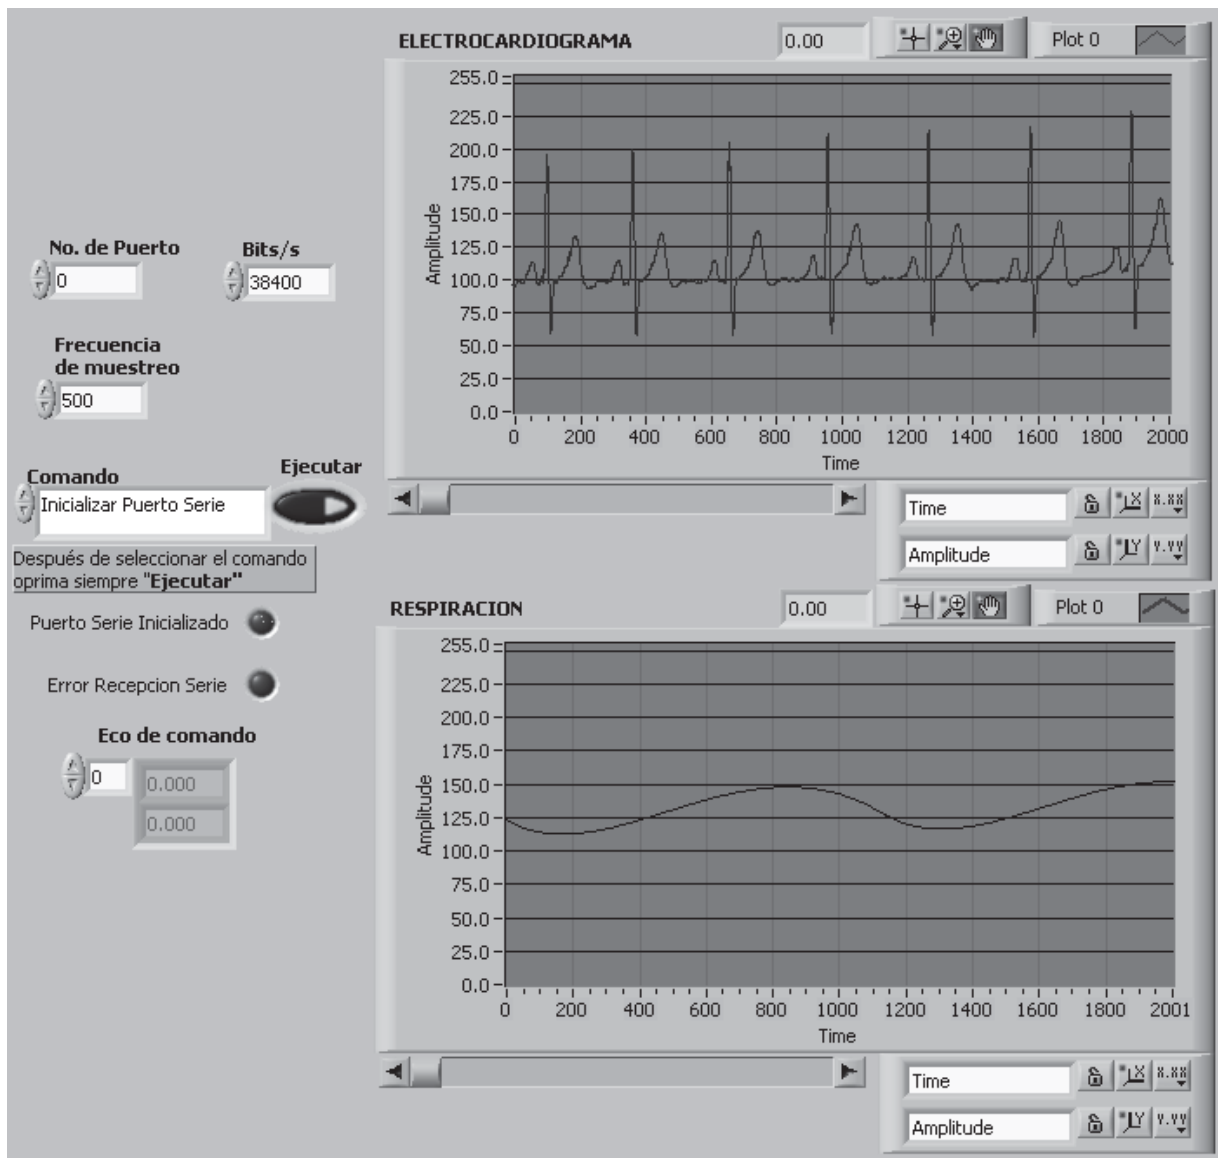 No. de Puerto
0
Bits/s
38400
Frecuencia
de muestreo
500
Comando
Inicializar Puerto Serie
Ejecutar
Después de seleccionar el comando
oprima siempre "Ejecutar"
Puerto Serie Inicializado
Error Recepcion Serie
Eco de comando
0
0.000
0.000
ELECTROCARDIOGRAMA
0.00
Plot 0
255.0
225.0
200.0
175.0
150.0
125.0
100.0
75.0
50.0
25.0
0.0
Amplitude
0 200 400 600 800 1000 1200 1400 1600 1800 2000
Time
Time
X
X.XX
Amplitude
Y
Y.YY
RESPIRACION
0.00
Plot 0
255.0
225.0
200.0
175.0
150.0
125.0
100.0
75.0
50.0
25.0
0.0
Amplitude
0 200 400 600 800 1000 1200 1400 1600 1800 2001
Time
Time
X
X.XX
Amplitude
Y
Y.YY